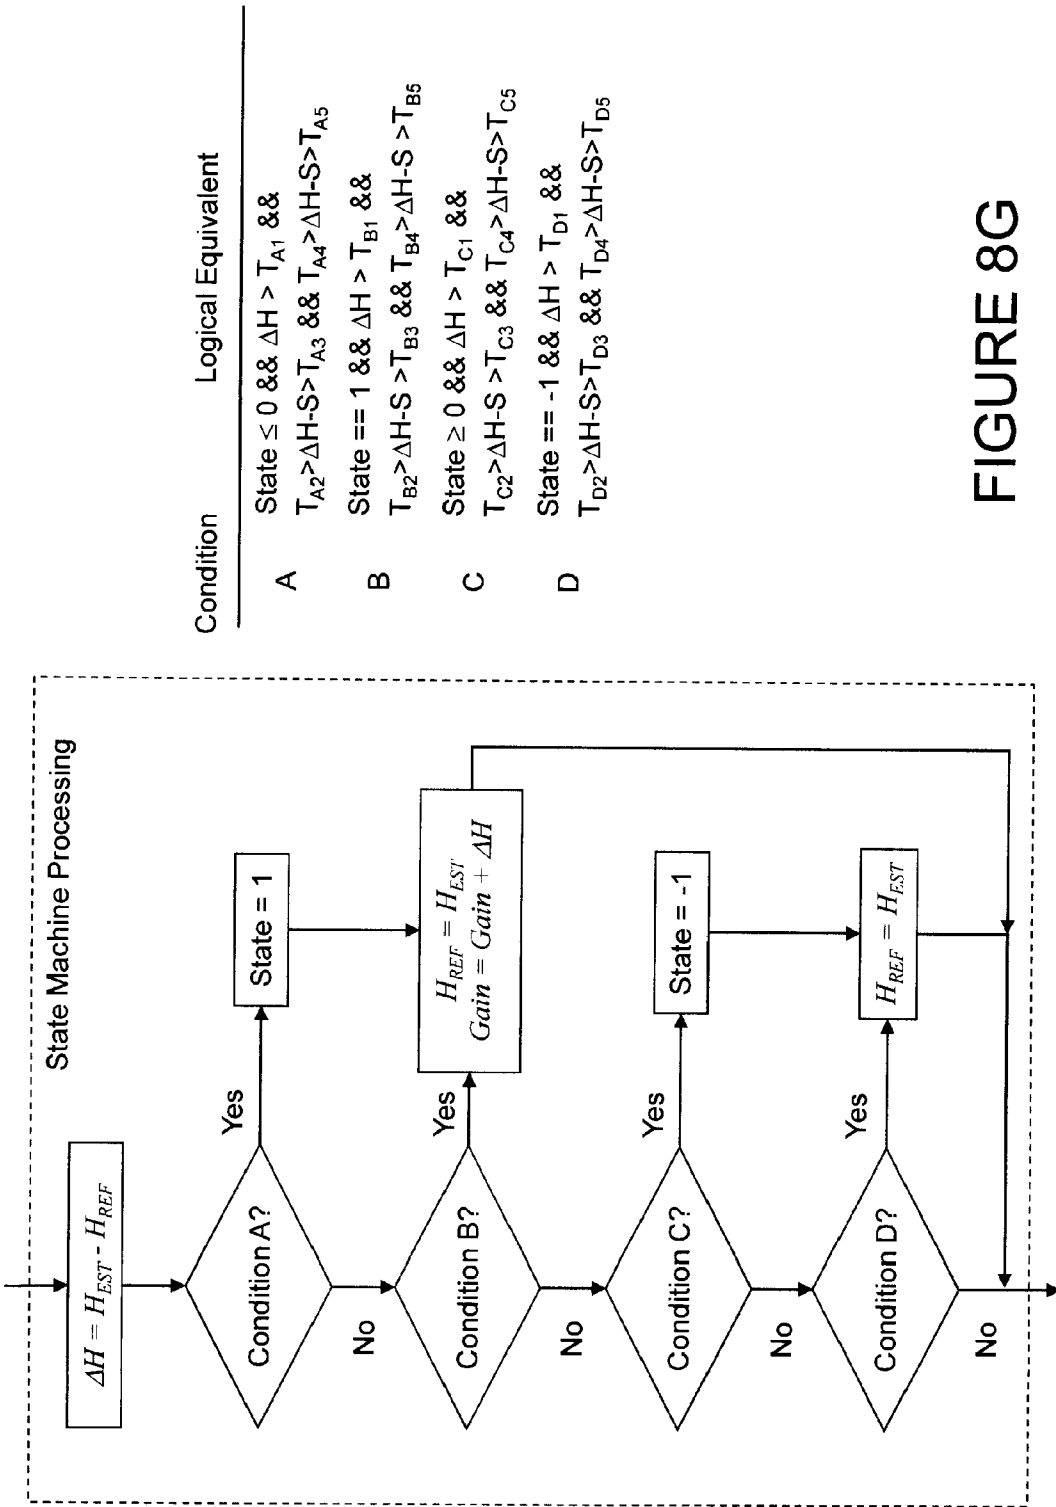 State Machine Processing
ΔH = H_EST - H_REF
Condition A?
Yes
State = 1
No
Condition B?
Yes
H_REF = H_EST
Gain = Gain + ΔH
No
Condition C?
Yes
State = -1
No
Condition D?
Yes
H_REF = H_EST
No
Condition Logical Equivalent
A State ≤ 0 && ΔH > T_A1 &&
T_A2>ΔH-S>T_A3 && T_A4>ΔH-S>T_A5
B State == 1 && ΔH > T_B1 &&
T_B2>ΔH-S >T_B3 && T_B4>ΔH-S >T_B5
C State ≥ 0 && ΔH > T_C1 &&
T_C2>ΔH-S >T_C3 && T_C4>ΔH-S>T_C5
D State == -1 && ΔH > T_D1 &&
T_D2>ΔH-S>T_D3 && T_D4>ΔH-S>T_D5
FIGURE 8G